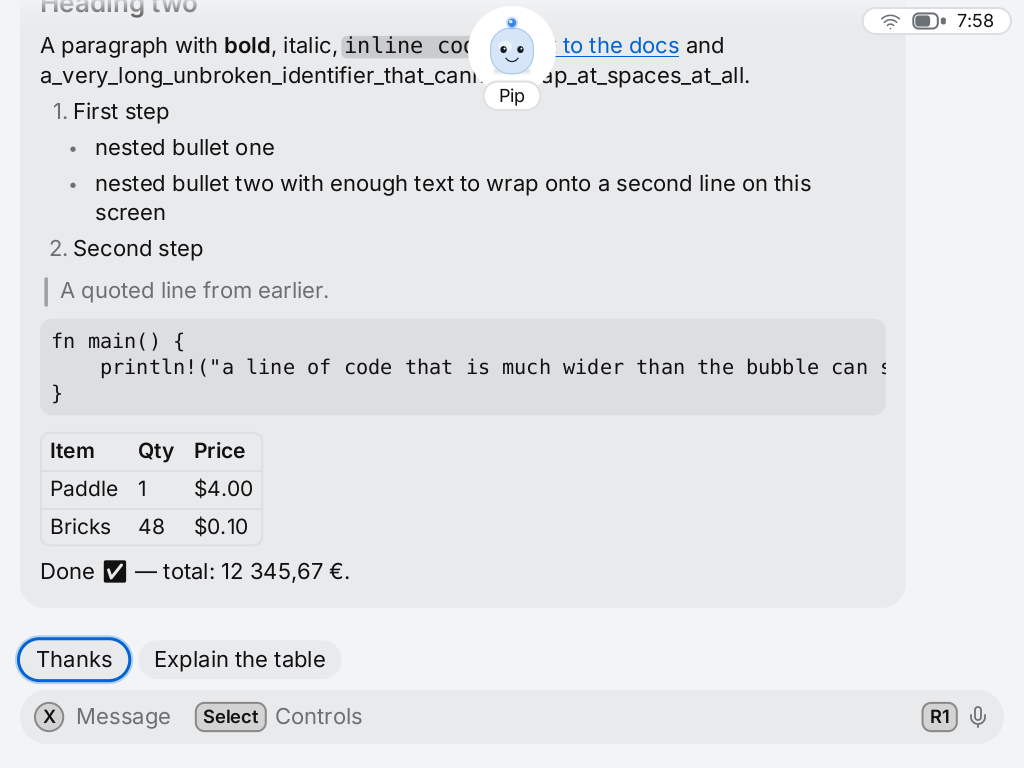 Heading two
7:58
A paragraph with bold, italic, inline to the docs and
a_very_long_unbroken_identifier_that_ ap_at_spaces_at_all.
Pip
1. First step
• nested bullet one
• nested bullet two with enough text to wrap onto a second line on this
screen
2. Second step
A quoted line from earlier.
fn main() {
    println!("a line of code that is much wider than the bubble can
}
Item Qty Price
Paddle 1 $4.00
Bricks 48 $0.10
Done ✅ — total: 12 345,67 €.
Thanks Explain the table
X Message Select Controls R1